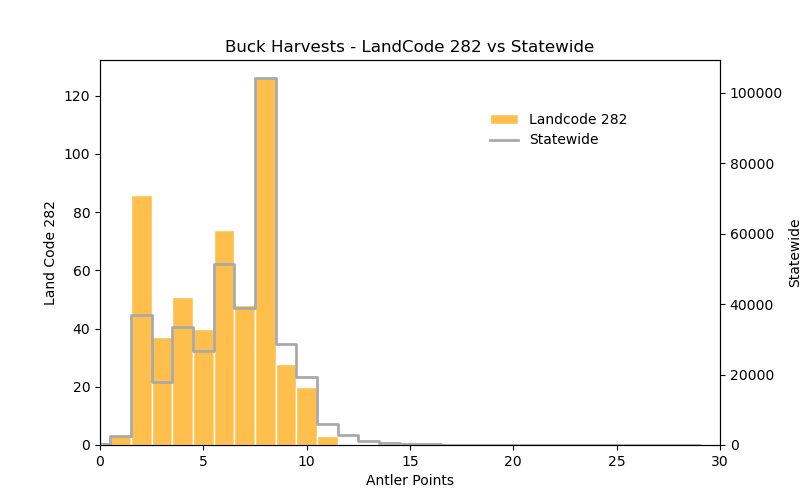 Buck Harvests - LandCode 282 vs Statewide
120
100
80
60
40
20
0
Land Code 282
Landcode 282
Statewide
100000
80000
60000
40000
20000
0
Statewide
0 5 10 15 20 25 30
Antler Points